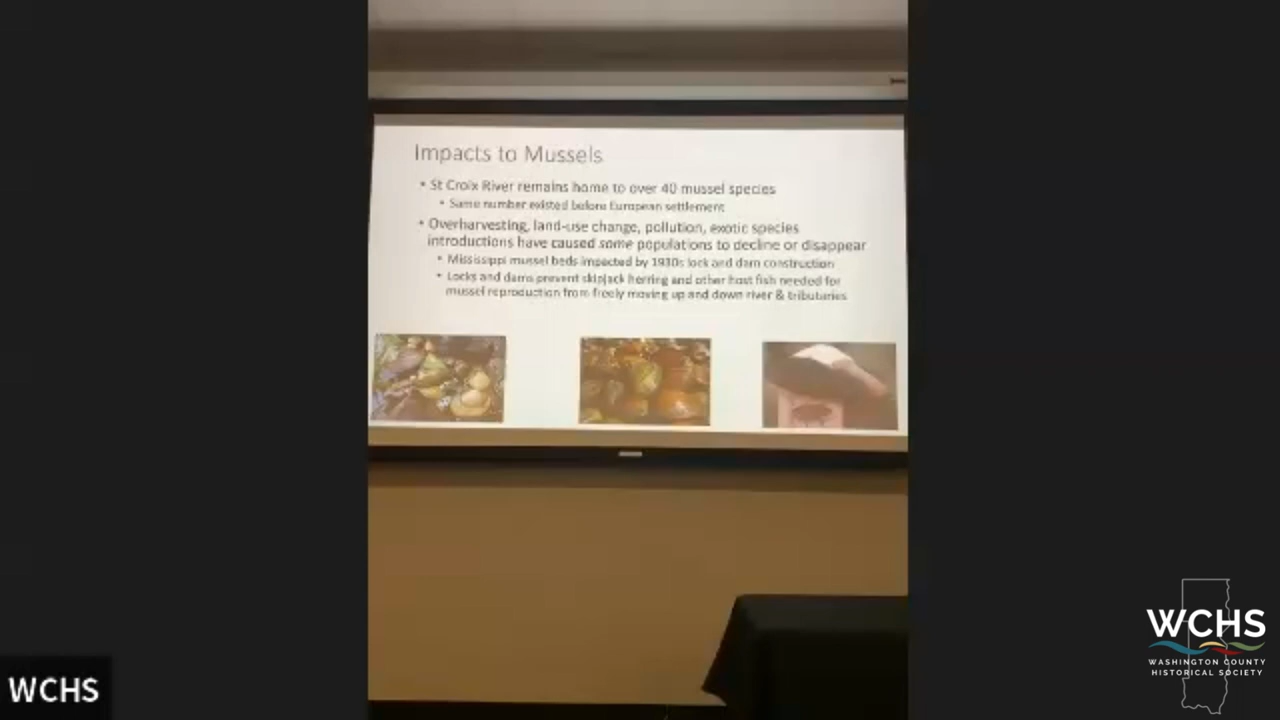 Impacts to Mussels
• St Croix River remains home to over 40 mussel species
• Same number existed before European settlement
• Overharvesting, land-use change, pollution, exotic species
introductions have caused some populations to decline or disappear
• Mississippi mussel beds impacted by 1930s lock and dam construction
• Locks and dams prevent skipjack herring and other host fish needed for
mussel reproduction from freely moving up and down river & tributaries
WCHS
WCHS
WASHINGTON COUNTY
HISTORICAL SOCIETY